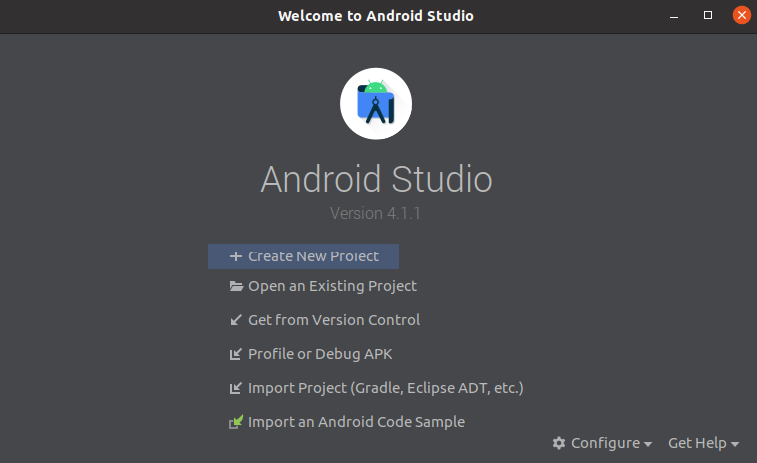 Welcome to Android Studio
Android Studio
Version 4.1.1
Create New Project
Open an Existing Project
Get from Version Control
Profile or Debug APK
Import Project (Gradle, Eclipse ADT, etc.)
Import an Android Code Sample
Configure Get Help